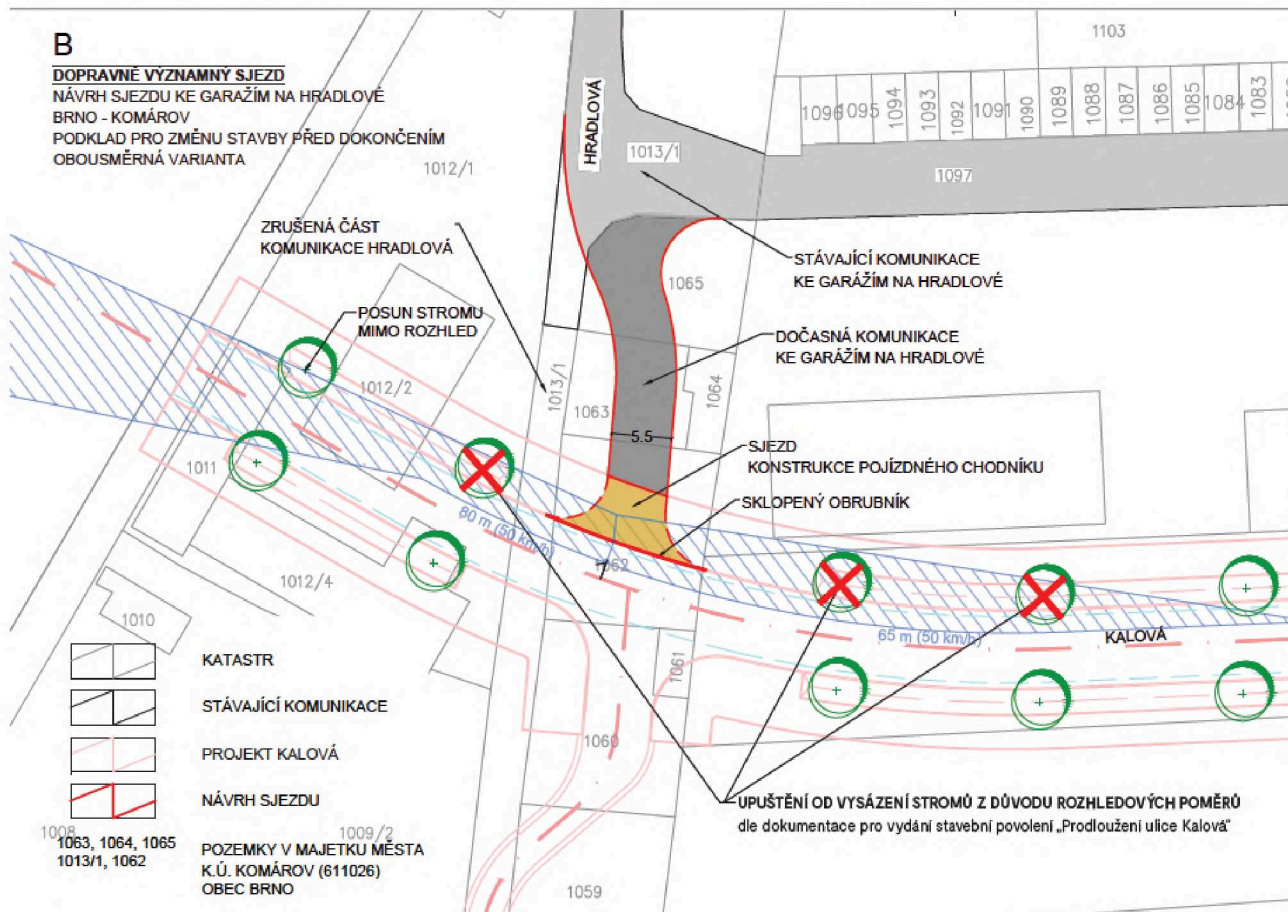 B
DOPRAVNĚ VÝZNAMNÝ SJEZD
NÁVRH SJEZDU KE GARAŽÍM NA HRADLOVÉ
BRNO - KOMÁROV
PODKLAD PRO ZMĚNU STAVBY PŘED DOKONČENÍM
OBOUSMĚRNÁ VARIANTA
1103
1096 1095 1094 1093 1092 1091 1090 1089 1088 1087 1086 1085 1084 1083
HRADLOVÁ
1013/1
1097
1012/1
ZRUŠENÁ ČÁST
KOMUNIKACE HRADLOVÁ
STÁVAJÍCÍ KOMUNIKACE
KE GARÁŽÍM NA HRADLOVÉ
1065
POSUN STROMU
MIMO ROZHLED
DOČASNÁ KOMUNIKACE
KE GARÁŽÍM NA HRADLOVÉ
1012/2
1013/1
1063
1064
5.5
SJEZD
KONSTRUKCE POJÍZDNÉHO CHODNÍKU
1011
SKLOPENÝ OBRUBNÍK
80 m (50 km/h)
1062
7
1012/4
1010
65 m (50 km/h)
KALOVÁ
1061
1060
KATASTR
STÁVAJÍCÍ KOMUNIKACE
PROJEKT KALOVÁ
NÁVRH SJEZDU
UPUŠTĚNÍ OD VYSÁZENÍ STROMŮ Z DŮVODU ROZHLEDOVÝCH POMĚRŮ
dle dokumentace pro vydání stavební povolení „Prodloužení ulice Kalová"
1008
1009/2
1063, 1064, 1065
1013/1, 1062
POZEMKY V MAJETKU MĚSTA
K.Ú. KOMÁROV (611026)
OBEC BRNO
1059